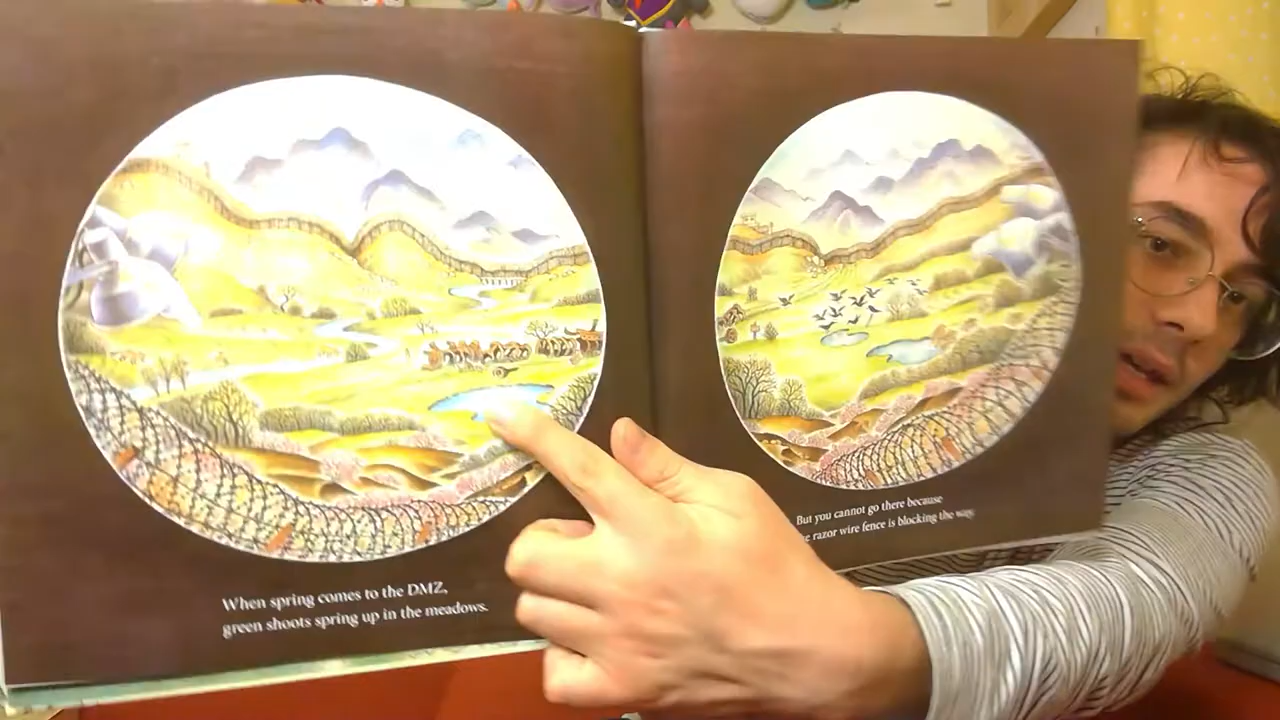 When spring comes to the DMZ,
green shoots spring up in the meadows.
But you cannot go there because
razor wire fence is blocking the way.